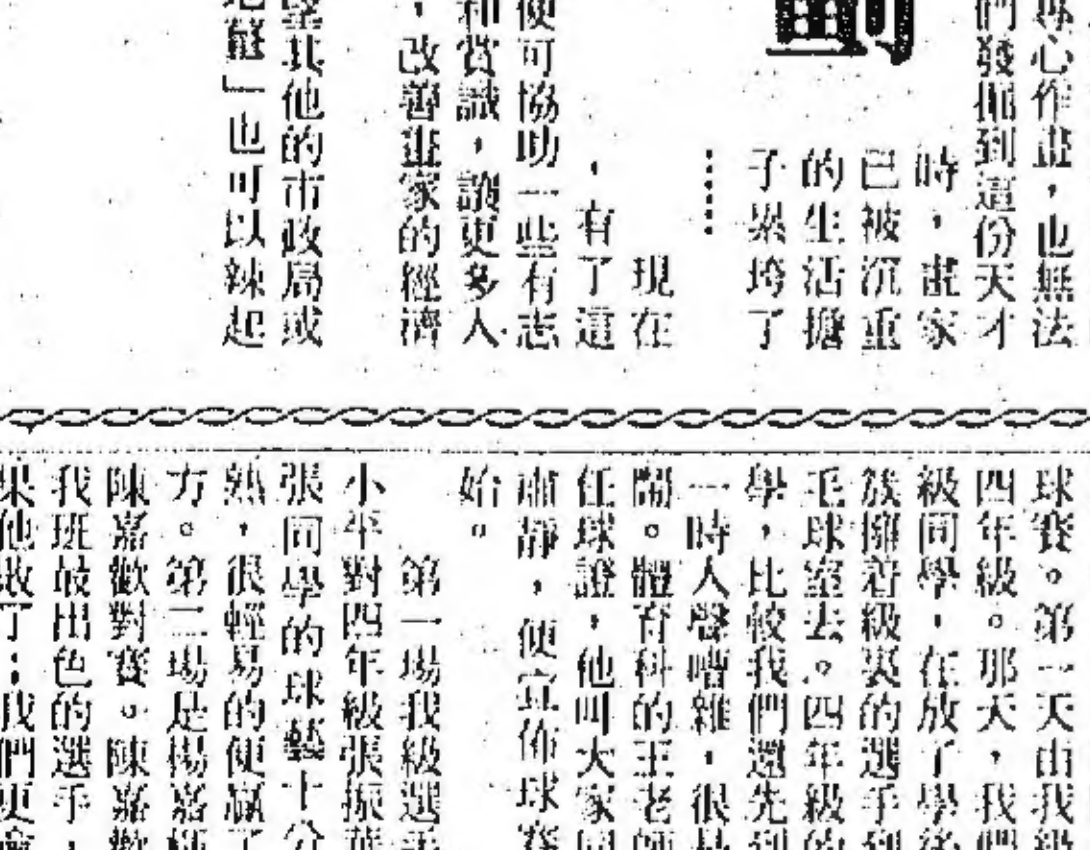 劃
專心作畫，也無法
們發掘到這份天才
時，畫家
已被沉重
的生活擔
子累垮了
……
現在
，有了這
便可協助一些有志
和賞識，讓更多人
，改善畫家的經濟
望其他的市政局或
」也可以辣起
球賽。第一天由我級
四年級。那天，我們
級同學，在放了學後
簇擁着級裏的選手到
毛球室去。四年級的
學，比較我們還先到
一時人聲嘈雜，很是
鬧。體育科的王老師
任球證，他叫大家同
肅靜，便宣佈球賽
始。
第一場我級選手
小平對四年級張振華
張同學的球藝十分
熟，很輕易的便贏了
方。第二場是楊嘉
陳嘉歡對賽。陳嘉歡
我班最出色的選手，
果他敗了；我們更會